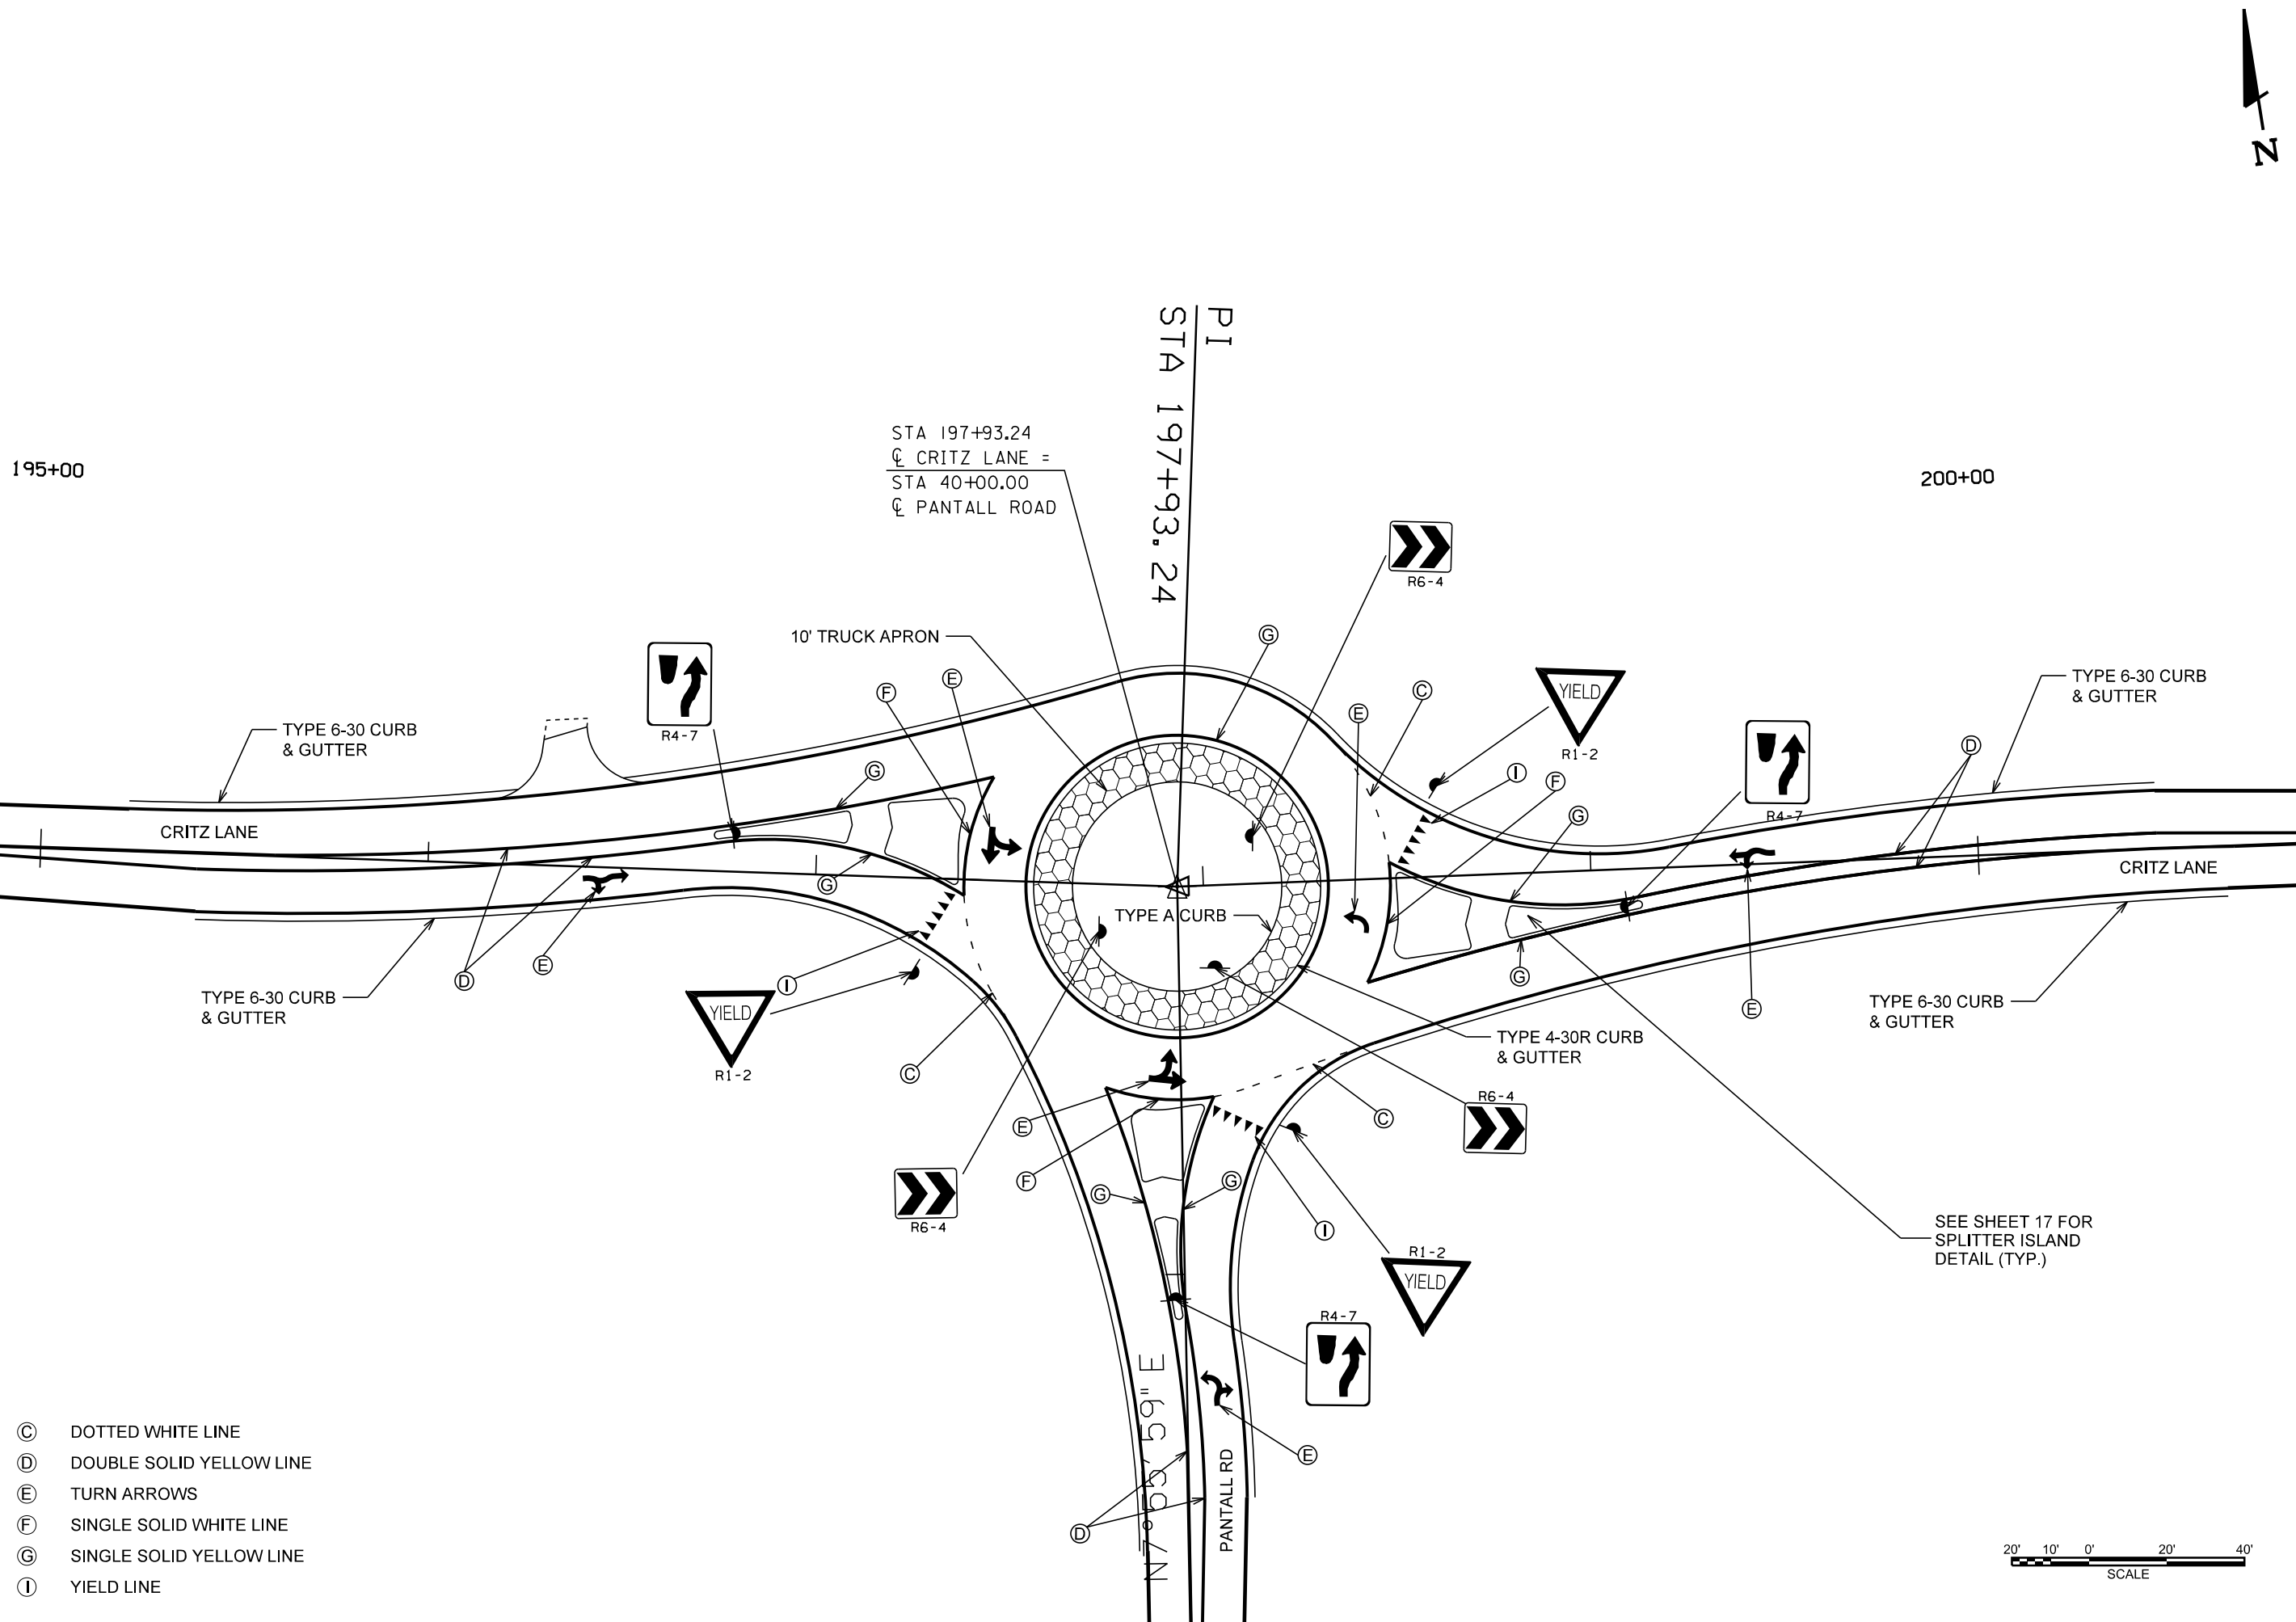 N
PI
STA 197+93.24
STA 197+93.24
℄ CRITZ LANE =
STA 40+00.00
℄ PANTALL ROAD
195+00
200+00
R6-4
10' TRUCK APRON
G
E
F
C
E
YIELD
R1-2
TYPE 6-30 CURB
& GUTTER
R4-7
TYPE 6-30 CURB
& GUTTER
G
I
F
D
R4-7
G
CRITZ LANE
CRITZ LANE
G
TYPE A CURB
D
E
G
I
YIELD
R1-2
TYPE 6-30 CURB
& GUTTER
E
TYPE 6-30 CURB
& GUTTER
C
TYPE 4-30R CURB
& GUTTER
R6-4
C
E
F
G
G
R6-4
I
SEE SHEET 17 FOR
SPLITTER ISLAND
DETAIL (TYP.)
R1-2
YIELD
R4-7
E
D
PANTALL RD
C DOTTED WHITE LINE
D DOUBLE SOLID YELLOW LINE
E TURN ARROWS
F SINGLE SOLID WHITE LINE
G SINGLE SOLID YELLOW LINE
I YIELD LINE
20' 10' 0' 20' 40'
SCALE